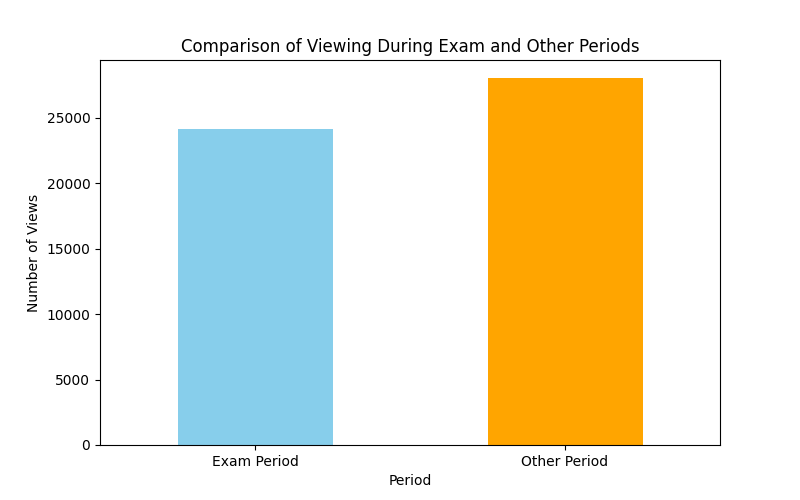 Comparison of Viewing During Exam and Other Periods
Number of Views
25000
20000
15000
10000
5000
0
Exam Period
Other Period
Period